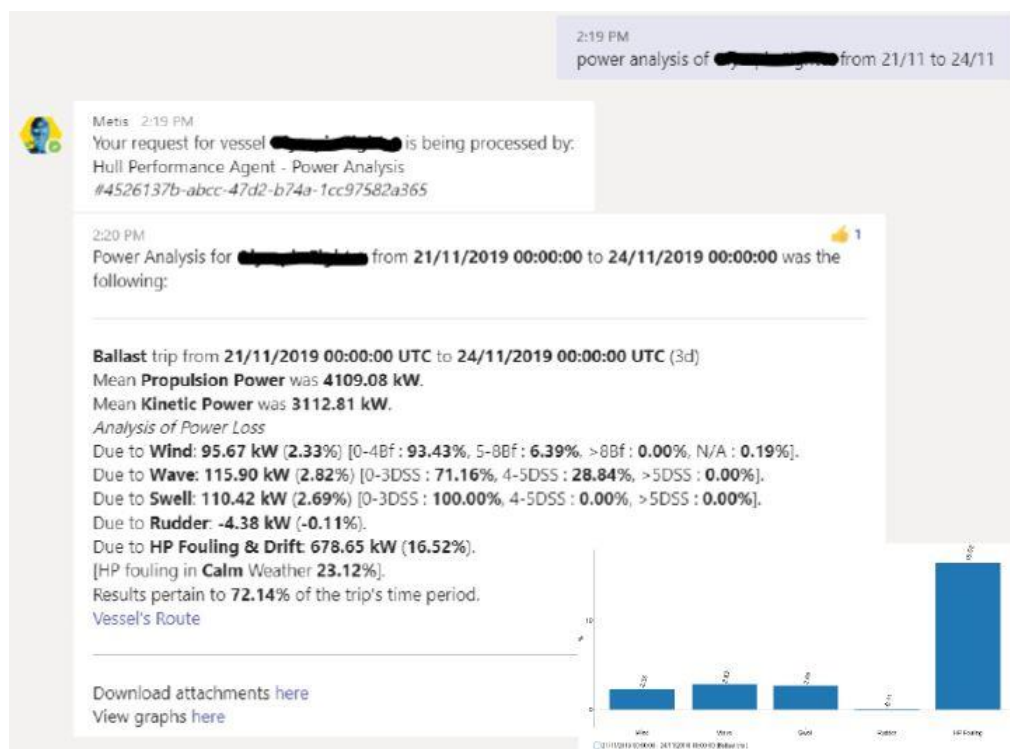 2:19 PM
power analysis of from 21/11 to 24/11
Metis 2:19 PM
Your request for vessel is being processed by:
Hull Performance Agent - Power Analysis
#4526137b-abcc-47d2-b74a-1cc97582a365
2:20 PM
1
Power Analysis for from 21/11/2019 00:00:00 to 24/11/2019 00:00:00 was the
following:
Ballast trip from 21/11/2019 00:00:00 UTC to 24/11/2019 00:00:00 UTC (3d)
Mean Propulsion Power was 4109.08 kW.
Mean Kinetic Power was 3112.81 kW.
Analysis of Power Loss
Due to Wind: 95.67 kW (2.33%) [0-4Bf : 93.43%, 5-8Bf : 6.39%, >8Bf : 0.00%, N/A : 0.19%].
Due to Wave: 115.90 kW (2.82%) [0-3DSS : 71.16%, 4-5DSS : 28.84%, >5DSS : 0.00%].
Due to Swell: 110.42 kW (2.69%) [0-3DSS : 100.00%, 4-5DSS : 0.00%, >5DSS : 0.00%].
Due to Rudder: -4.38 kW (-0.11%).
Due to HP Fouling & Drift: 678.65 kW (16.52%).
[HP fouling in Calm Weather 23.12%].
Results pertain to 72.14% of the trip's time period.
Vessel's Route
Download attachments here
View graphs here
10
%
0
Wind Wave Swell Rudder HP Fouling